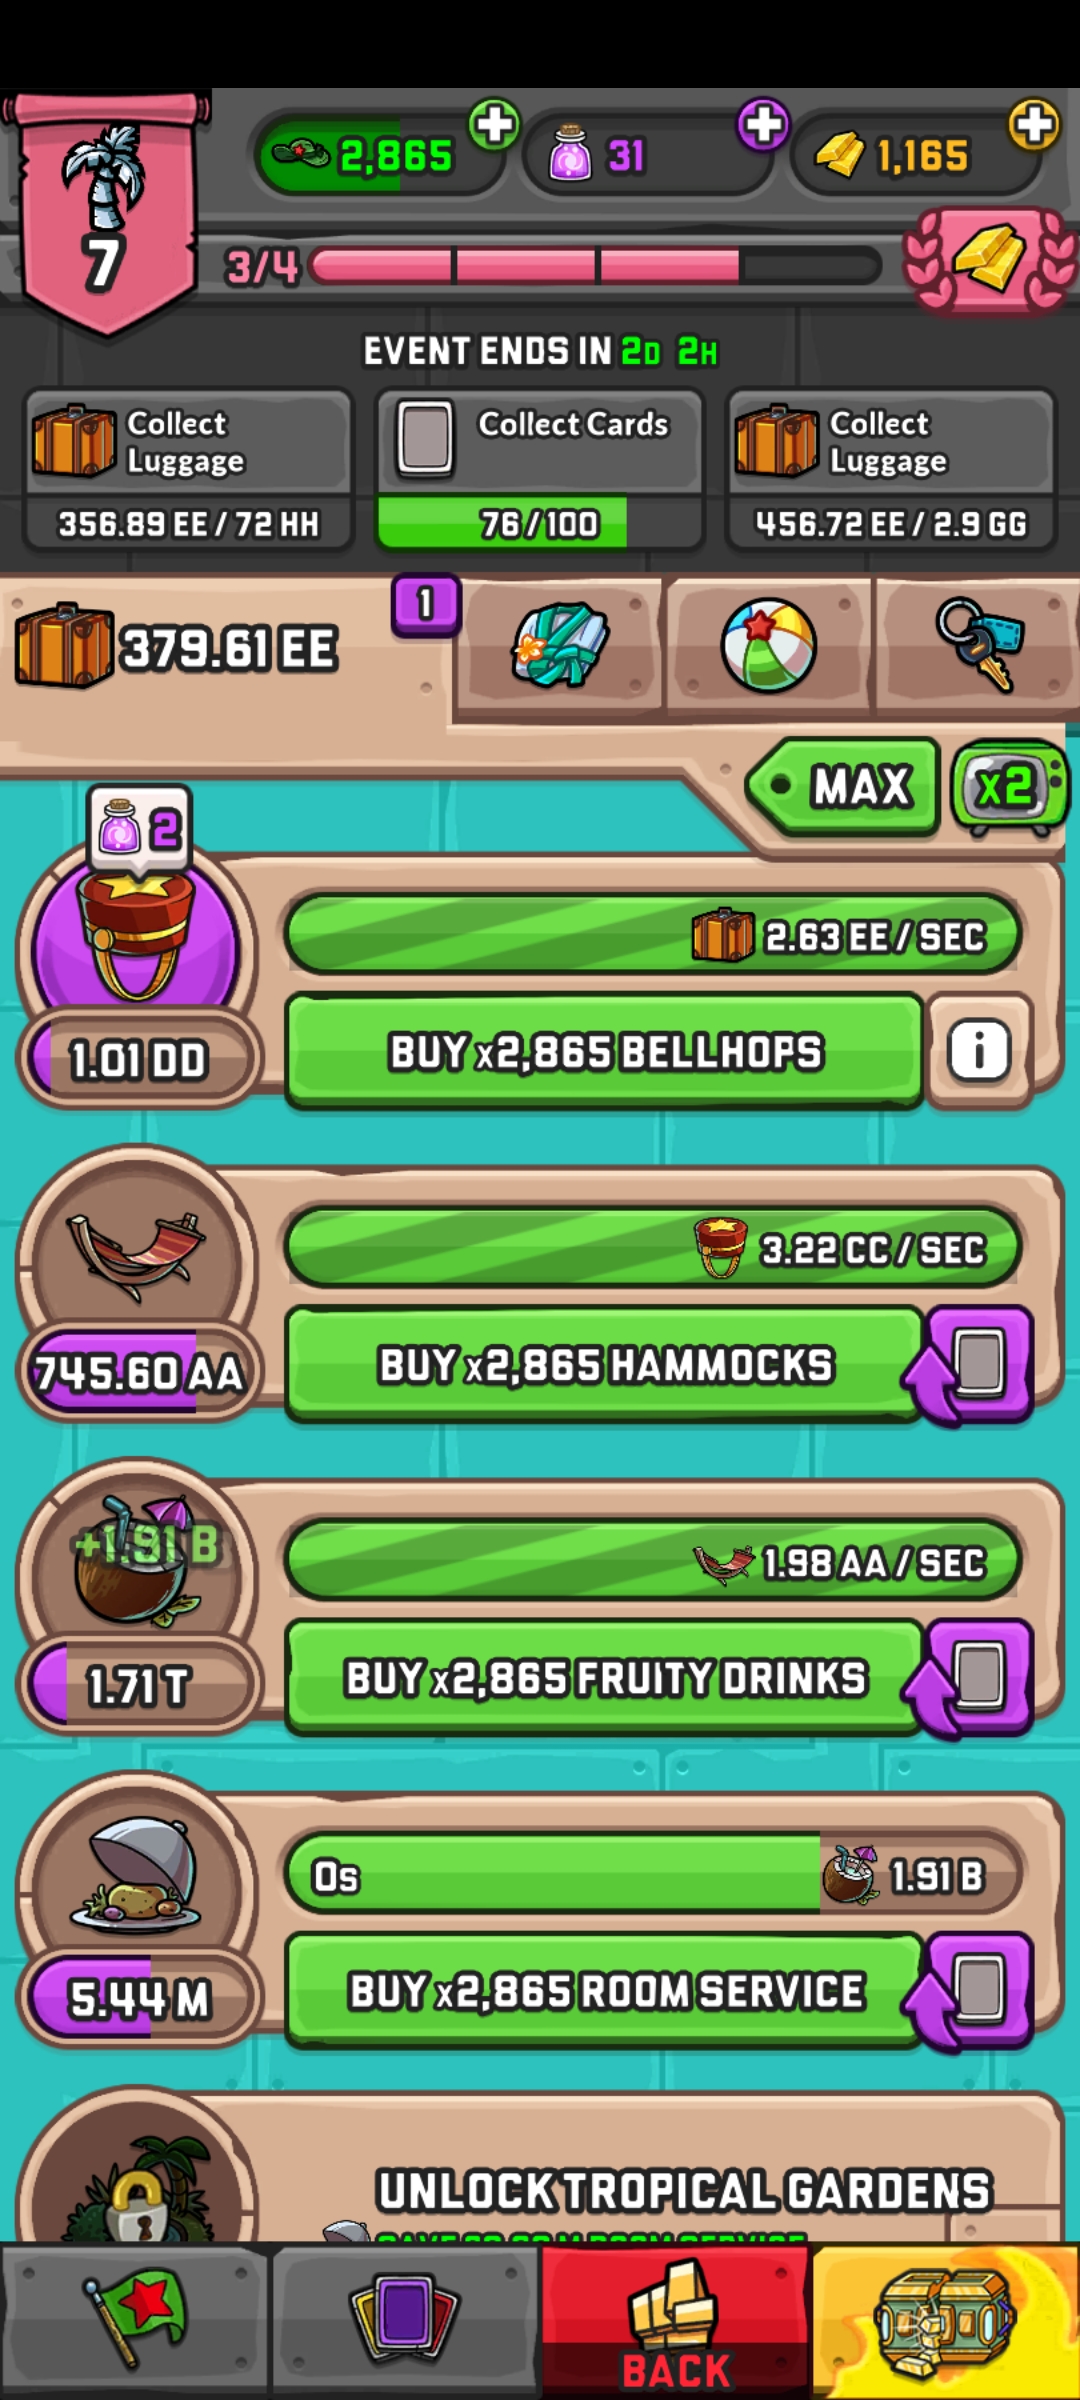 2,865
31
1,165
7
3/4
EVENT ENDS IN 2D 2H
Collect
Luggage
356.89 EE / 72 HH
Collect Cards
76/100
Collect
Luggage
456.72 EE / 2.9 GG
379.61 EE
1
MAX
x2
2
2.63 EE / SEC
1.01 DD
BUY x2,865 BELLHOPS
i
3.22 CC / SEC
745.60 AA
BUY x2,865 HAMMOCKS
+1.91 B
1.98 AA / SEC
1.71 T
BUY x2,865 FRUITY DRINKS
0s
1.91 B
5.44 M
BUY x2,865 ROOM SERVICE
UNLOCK TROPICAL GARDENS
ROOM SERVICE
BACK